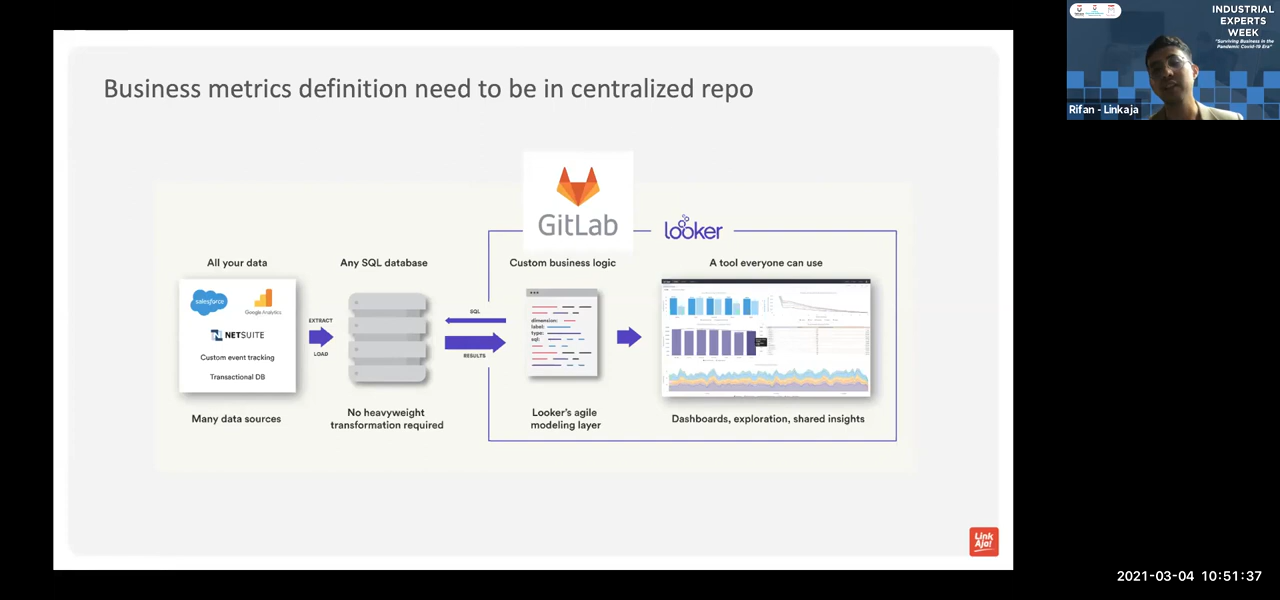 Business metrics definition need to be in centralized repo
GitLab
looker
All your data
Any SQL database
Custom business logic
A tool everyone can use
salesforce
Google Analytics
NETSUITE
Custom event tracking
Transactional DB
EXTRACT
LOAD
SQL
RESULTS
dimension:
label:
type:
sql:
Many data sources
No heavyweight
transformation required
Looker's agile
modeling layer
Dashboards, exploration, shared insights
Link
Aja!
INDUSTRIAL
EXPERTS
WEEK
"Surviving Business in the
Pandemic Covid-19 Era"
Rifan - Linkaja
2021-03-04 10:51:37